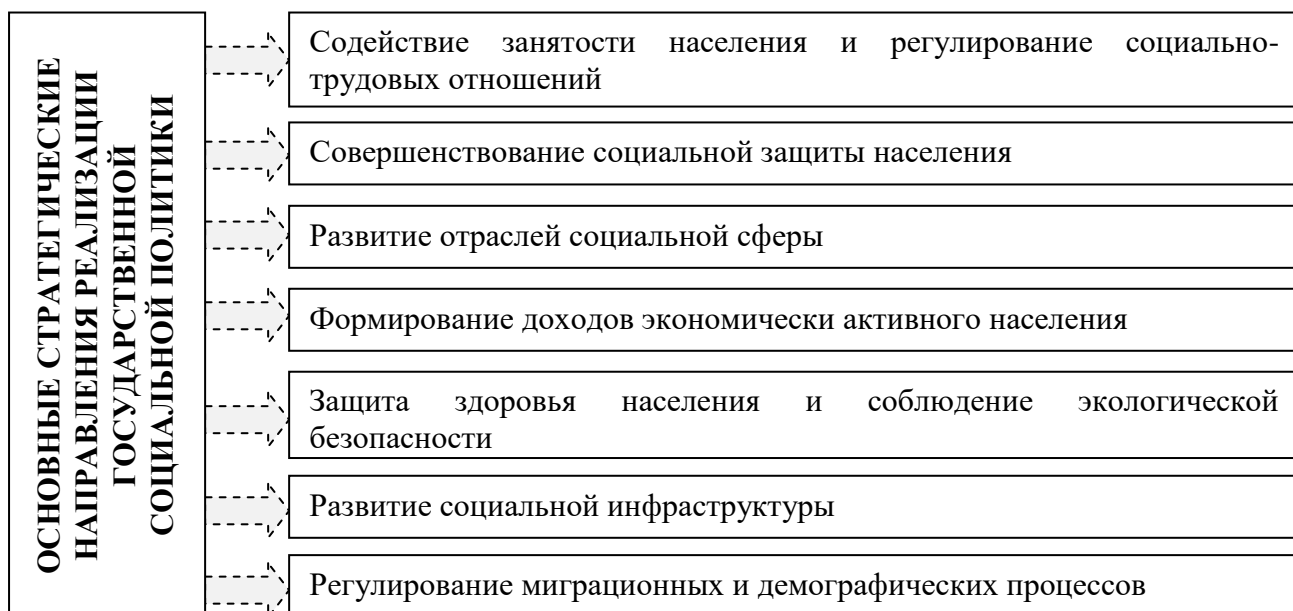 ОСНОВНЫЕ СТРАТЕГИЧЕСКИЕ
НАПРАВЛЕНИЯ РЕАЛИЗАЦИИ
ГОСУДАРСТВЕННОЙ
СОЦИАЛЬНОЙ ПОЛИТИКИ
Содействие занятости населения и регулирование социально-
трудовых отношений
Совершенствование социальной защиты населения
Развитие отраслей социальной сферы
Формирование доходов экономически активного населения
Защита здоровья населения и соблюдение экологической
безопасности
Развитие социальной инфраструктуры
Регулирование миграционных и демографических процессов